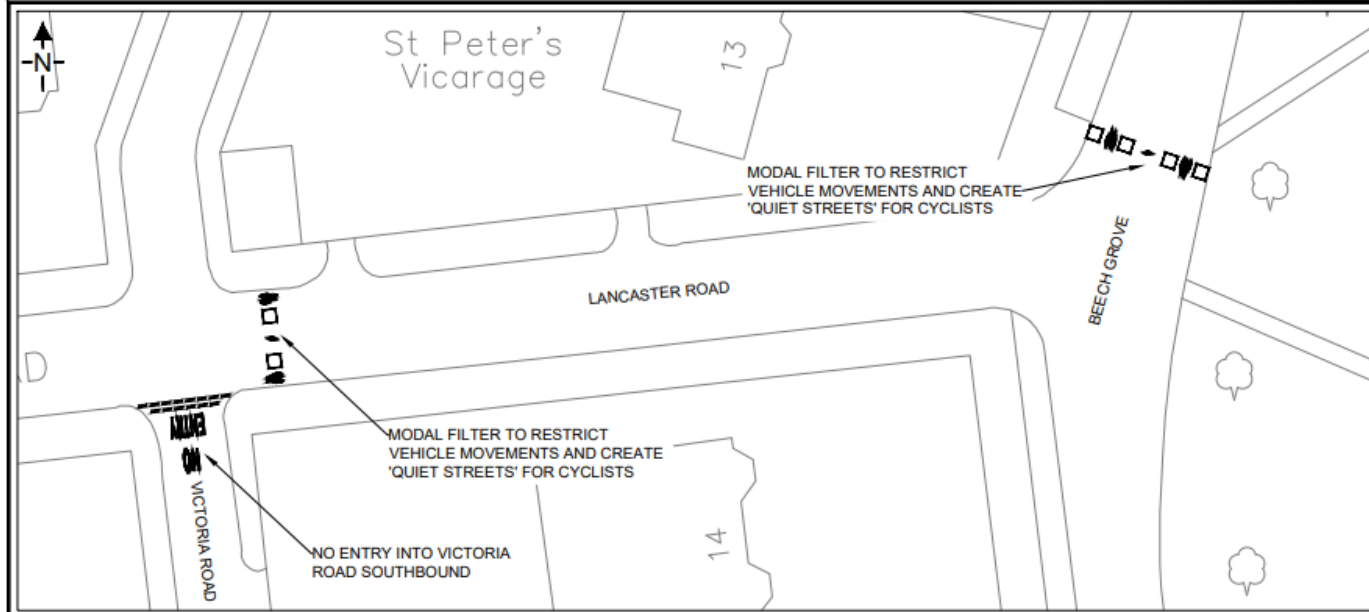 N
St Peter's
Vicarage
13
MODAL FILTER TO RESTRICT
VEHICLE MOVEMENTS AND CREATE
'QUIET STREETS' FOR CYCLISTS
BEECH GROVE
LANCASTER ROAD
D
MODAL FILTER TO RESTRICT
VEHICLE MOVEMENTS AND CREATE
'QUIET STREETS' FOR CYCLISTS
ENTRY
NO
VICTORIA ROAD
NO ENTRY INTO VICTORIA
ROAD SOUTHBOUND
14